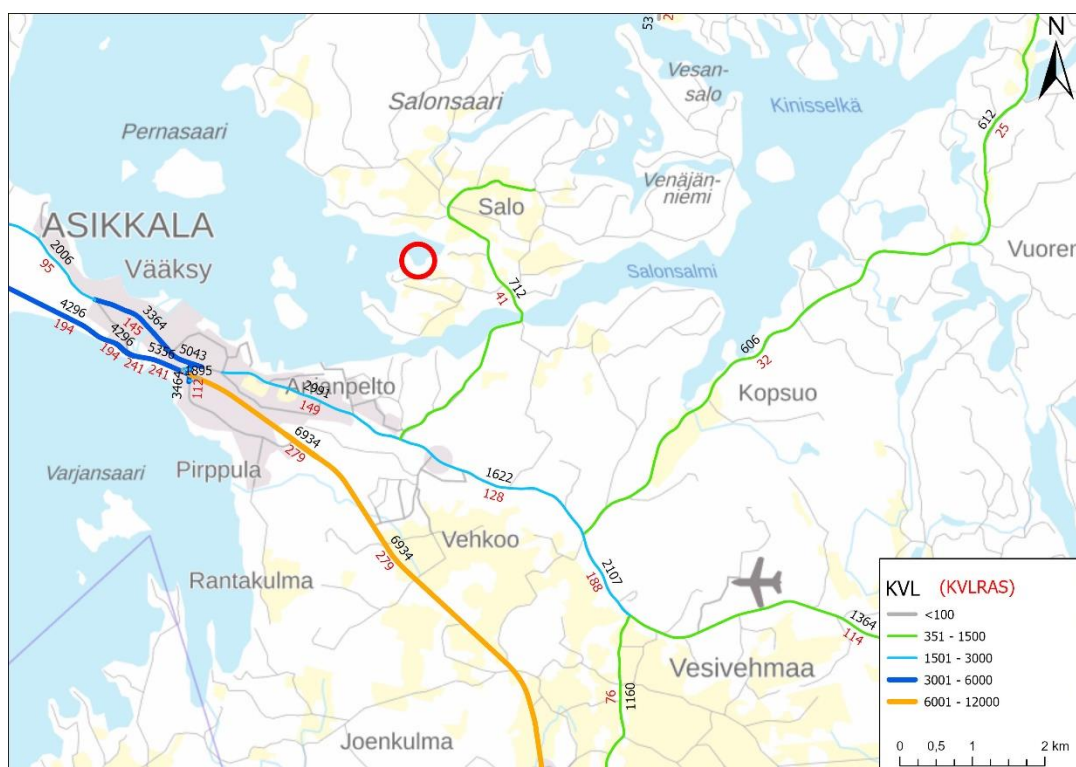 53
2
N
Vesan-
salo
Salonsaari
Kinisselkä
612
25
Pernasaari
Venäjän-
niemi
Salo
ASIKKALA
Vääksy
2006
95
Salonsalmi
Vuoren
712
41
4296
194
4296
194
3364
145
5356
241
241
5043
1895
3464
112
606
32
Anianpelto
2991
149
Kopsuo
6934
279
Pirppula
Varjansaari
1622
128
6934
279
Vehkoo
2107
188
Rantakulma
1364
114
Vesivehmaa
76
1160
Joenkulma
KVL (KVLRAS)
<100
351 - 1500
1501 - 3000
3001 - 6000
6001 - 12000
0 0,5 1 2 km